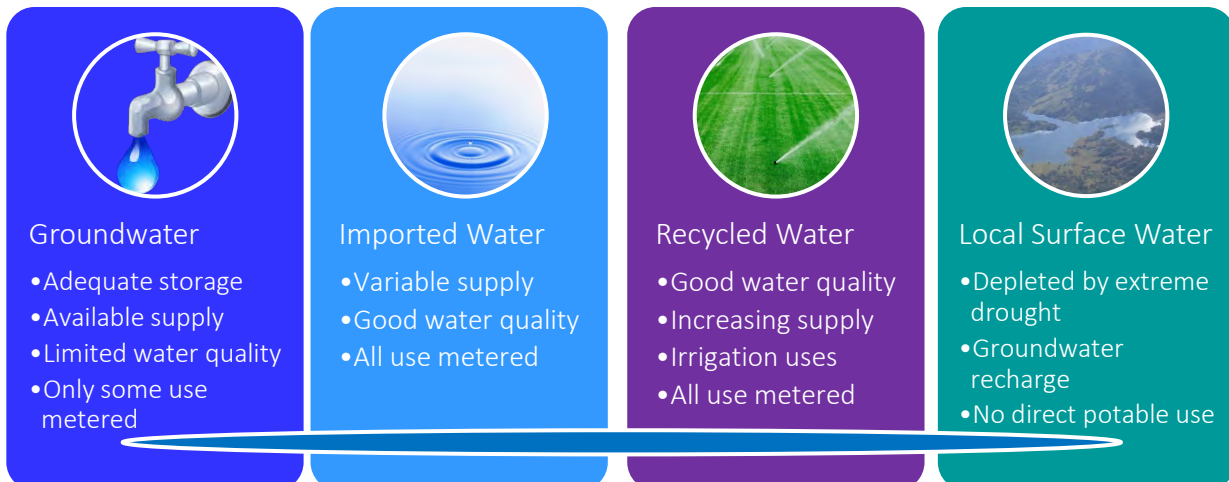 Groundwater
•Adequate storage
•Available supply
•Limited water quality
•Only some use
metered
Imported Water
•Variable supply
•Good water quality
•All use metered
Recycled Water
•Good water quality
•Increasing supply
•Irrigation uses
•All use metered
Local Surface Water
•Depleted by extreme
drought
•Groundwater
recharge
•No direct potable use